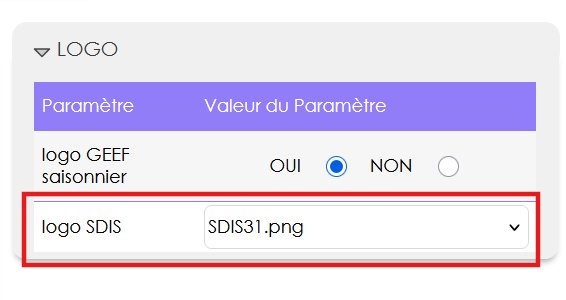 LOGO
Paramètre Valeur du Paramètre
logo GEEF
saisonnier
OUI NON
logo SDIS SDIS31.png